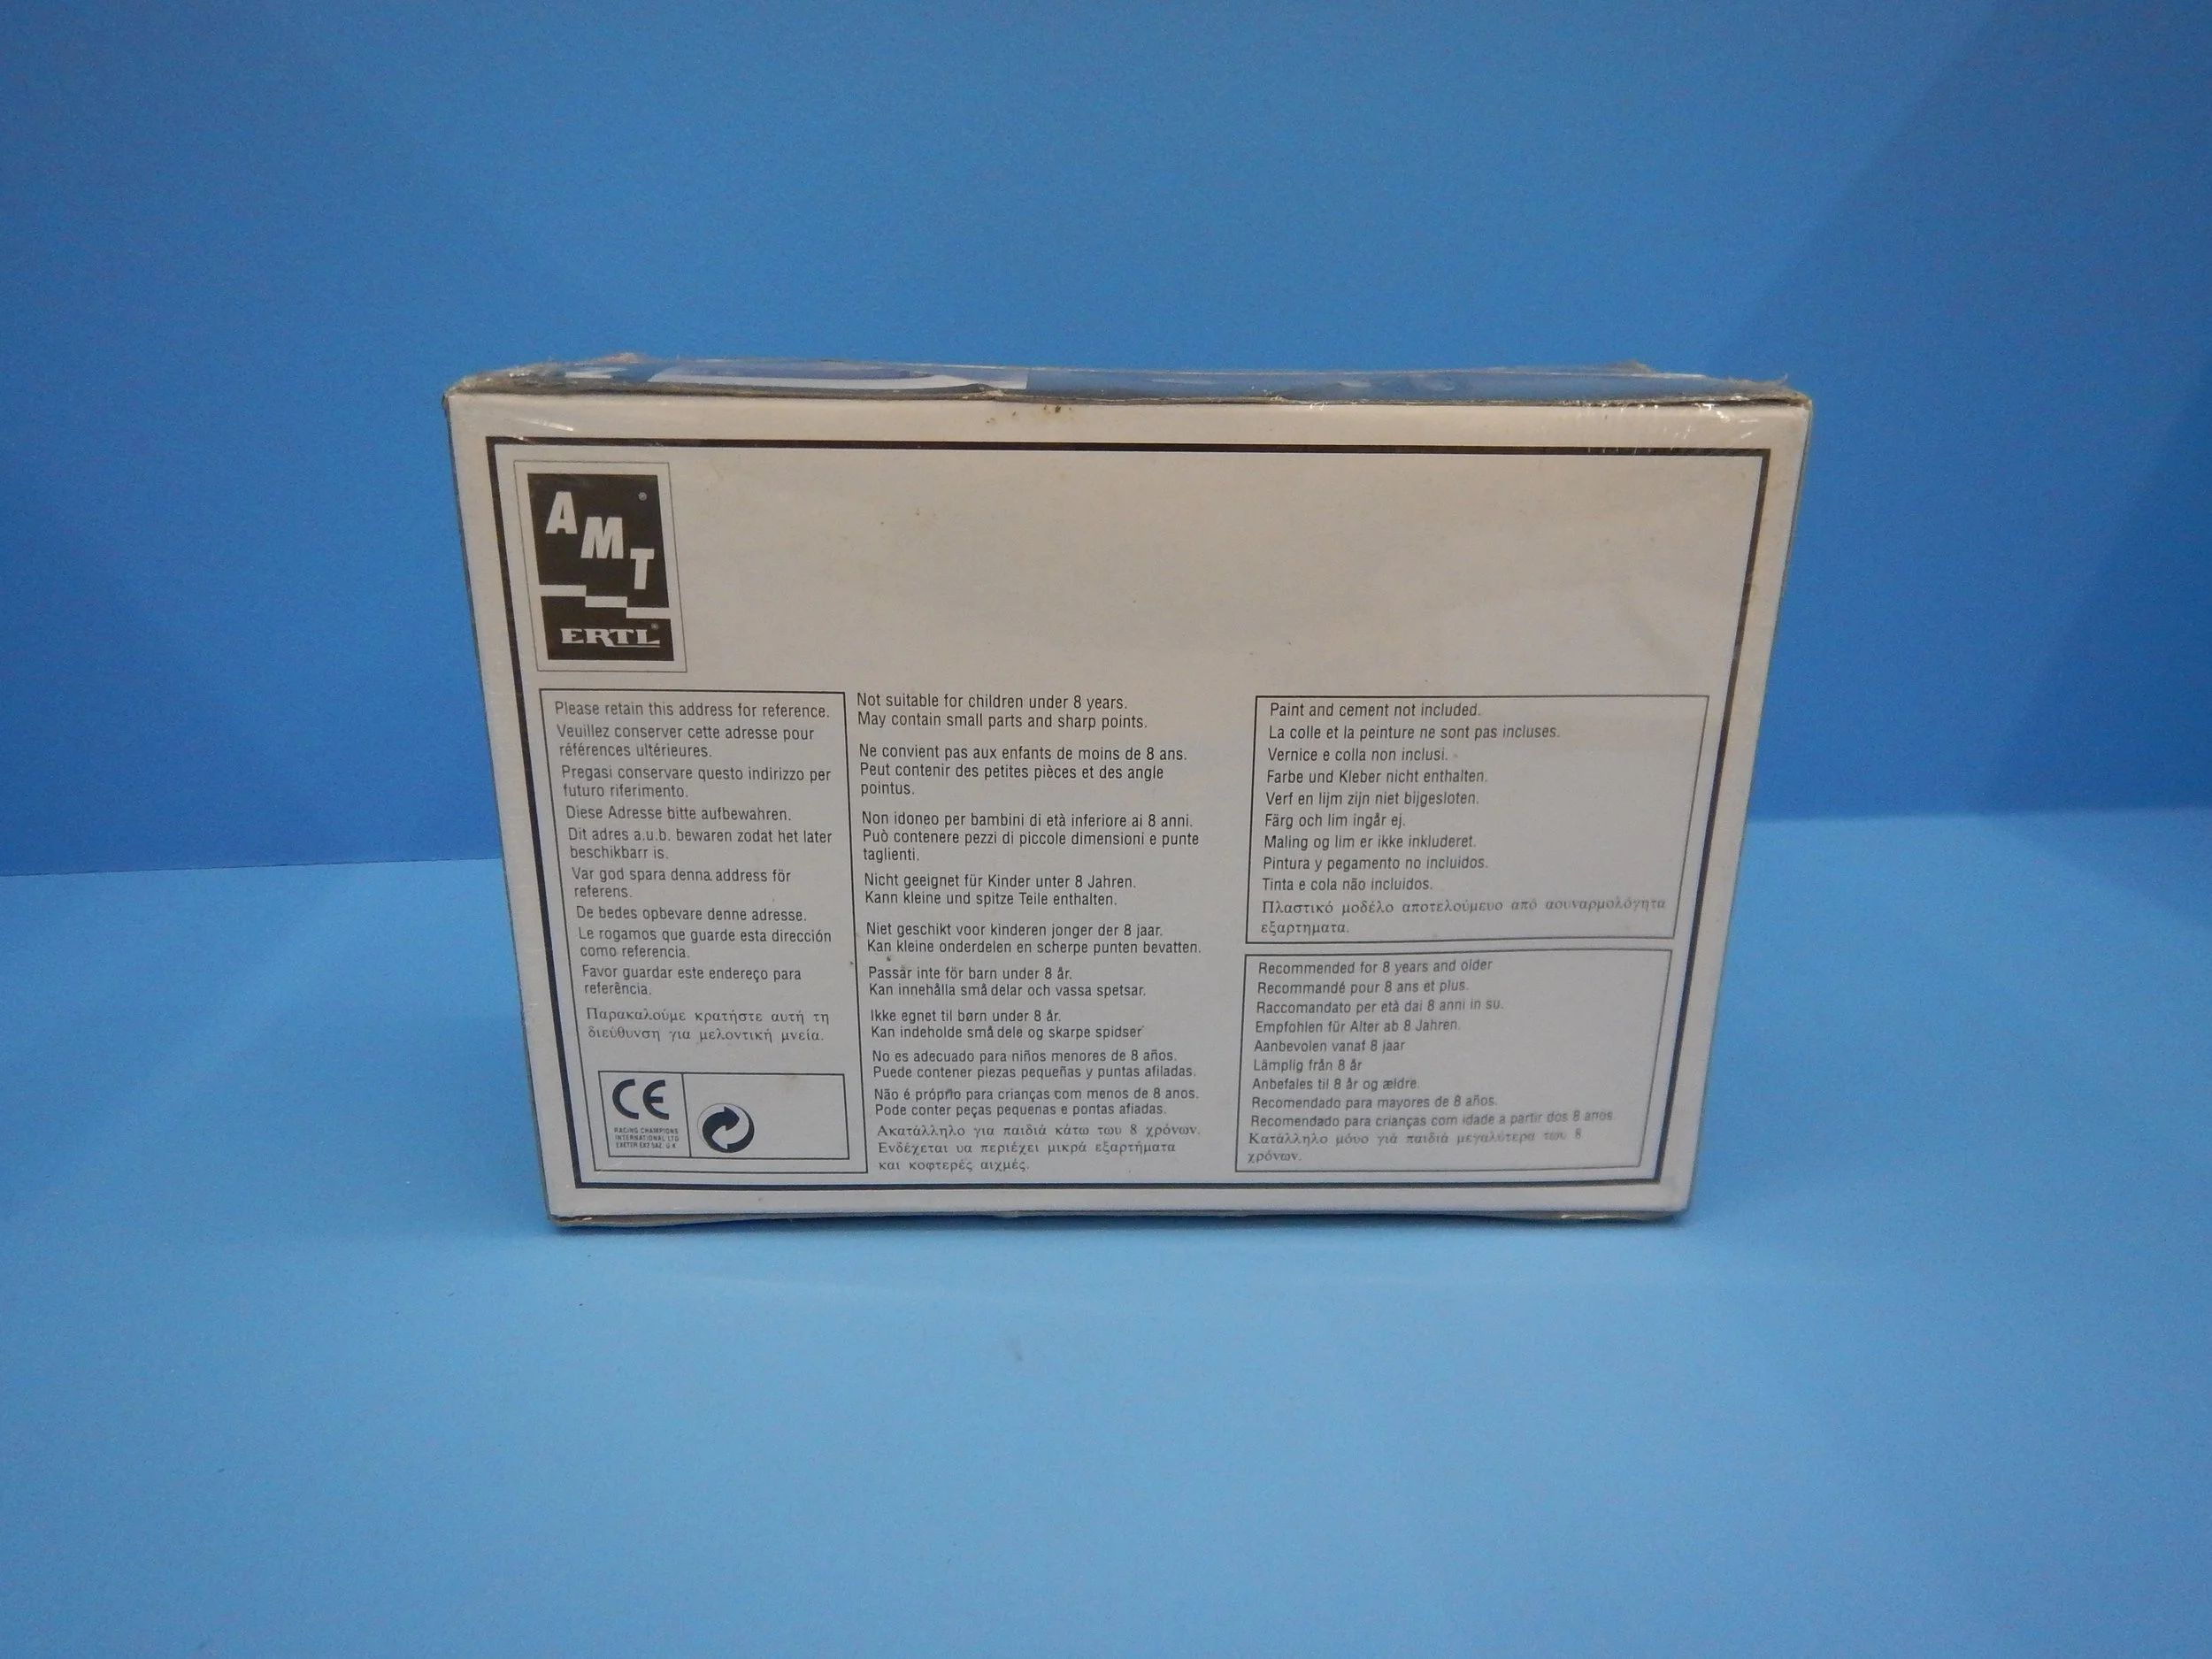 AMT®
ERTL®
Please retain this address for reference.
Veuillez conserver cette adresse pour
références ultérieures.
Pregasi conservare questo indirizzo per
futuro riferimento.
Diese Adresse bitte aufbewahren.
Dit adres a.u.b. bewaren zodat het later
beschikbarr is.
Var god spara denna address för
referens.
De bedes opbevare denne adresse.
Le rogamos que guarde esta dirección
como referencia.
Favor guardar este endereço para
referência.
Παρακαλούμε κρατήστε αυτή τη
διεύθυνση για μελοντική μνεία.
CE
RACING CHAMPIONS
INTERNATIONAL LTD
EXETER EX2 U.K.
Not suitable for children under 8 years.
May contain small parts and sharp points.
Ne convient pas aux enfants de moins de 8 ans.
Peut contenir des petites pièces et des angle
pointus.
Non idoneo per bambini di età inferiore ai 8 anni.
Può contenere pezzi di piccole dimensioni e punte
taglienti.
Nicht geeignet für Kinder unter 8 Jahren.
Kann kleine und spitze Teile enthalten.
Niet geschikt voor kinderen jonger der 8 jaar.
Kan kleine onderdelen en scherpe punten bevatten.
Passar inte för barn under 8 år.
Kan innehålla små delar och vassa spetsar.
Ikke egnet til børn under 8 år.
Kan indeholde små dele og skarpe spidser
No es adecuado para niños menores de 8 años.
Puede contener piezas pequeñas y puntas afiladas.
Não é próprio para crianças com menos de 8 anos.
Pode conter peças pequenas e pontas afiadas.
Ακατάλληλο για παιδιά κάτω τωυ 8 χρόνων.
Ενδέχεται υα περιέχει μικρά εξαρτήματα
και κοφτερές αιχμές.
Paint and cement not included.
La colle et la peinture ne sont pas incluses.
Vernice e colla non inclusi.
Farbe und Kleber nicht enthalten.
Verf en lijm zijn niet bijgesloten.
Färg och lim ingår ej.
Maling og lim er ikke inkluderet.
Pintura y pegamento no incluidos.
Tinta e cola não incluidos.
Πλαστικό μοδέλο αποτελούμευο από αουναρμολόγητα
εξαρτηματα.
Recommended for 8 years and older
Recommandé pour 8 ans et plus.
Raccomandato per età dai 8 anni in su.
Empfohlen für Alter ab 8 Jahren.
Aanbevolen vanaf 8 jaar
Lämplig från 8 år
Anbefales til 8 år og ældre.
Recomendado para mayores de 8 años.
Recomendado para crianças com idade a partir dos 8 anos
Κατάλληλο μόυο γιά παιδιά μεγαλύτερα τωυ 8
χρόνων.